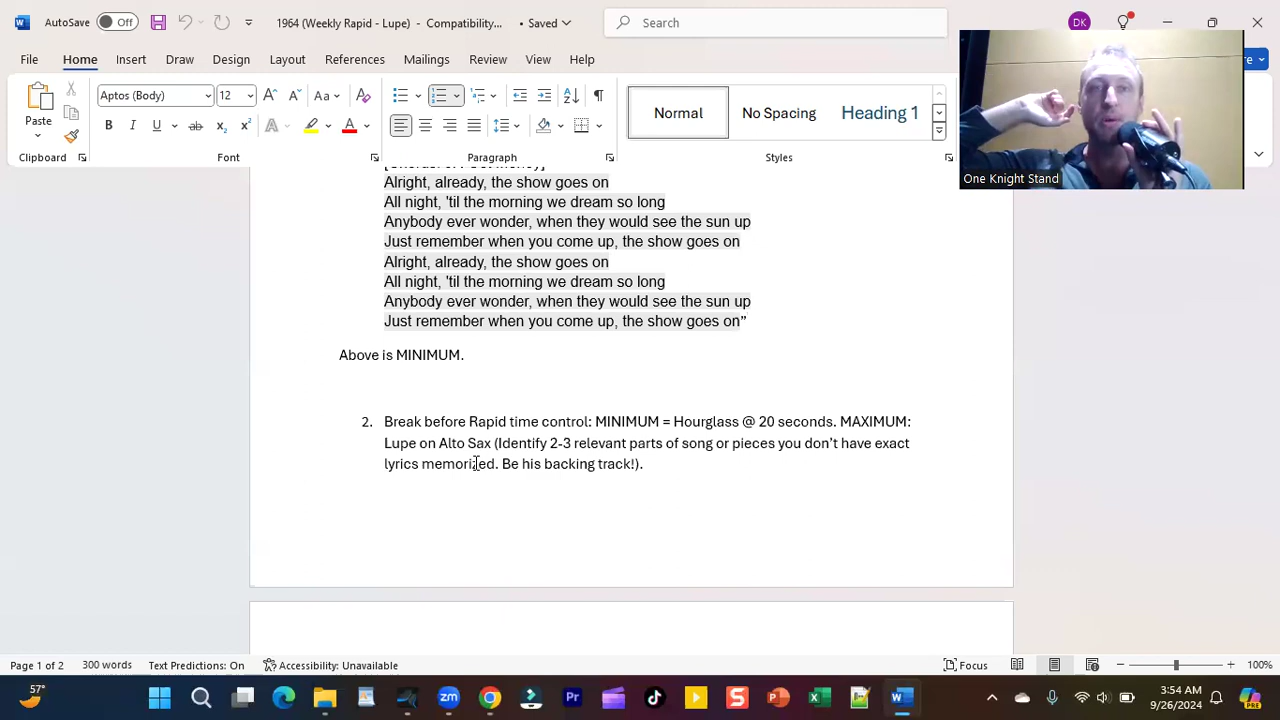 AutoSave Off 1964 (Weekly Rapid - Lupe) - Compatibility... • Saved Search DK
File Home Insert Draw Design Layout References Mailings Review View Help
Paste Aptos (Body) 12 Aa Normal No Spacing Heading 1
Clipboard Font Paragraph Styles
One Knight Stand
Alright, already, the show goes on
All night, 'til the morning we dream so long
Anybody ever wonder, when they would see the sun up
Just remember when you come up, the show goes on
Alright, already, the show goes on
All night, 'til the morning we dream so long
Anybody ever wonder, when they would see the sun up
Just remember when you come up, the show goes on”
Above is MINIMUM.
2. Break before Rapid time control: MINIMUM = Hourglass @ 20 seconds. MAXIMUM:
Lupe on Alto Sax (Identify 2-3 relevant parts of song or pieces you don’t have exact
lyrics memorized. Be his backing track!).
Page 1 of 2 300 words Text Predictions: On Accessibility: Unavailable Focus 100%
57° 3:54 AM
9/26/2024